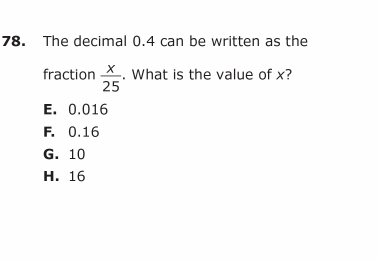 78. The decimal 0.4 can be written as the
fraction x/25. What is the value of x?
E. 0.016
F. 0.16
G. 10
H. 16